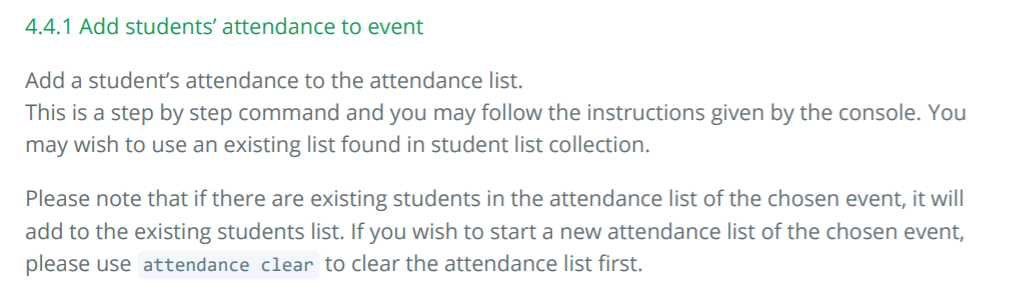 4.4.1 Add students’ attendance to event
Add a student’s attendance to the attendance list.
This is a step by step command and you may follow the instructions given by the console. You
may wish to use an existing list found in student list collection.
Please note that if there are existing students in the attendance list of the chosen event, it will
add to the existing students list. If you wish to start a new attendance list of the chosen event,
please use attendance clear to clear the attendance list first.